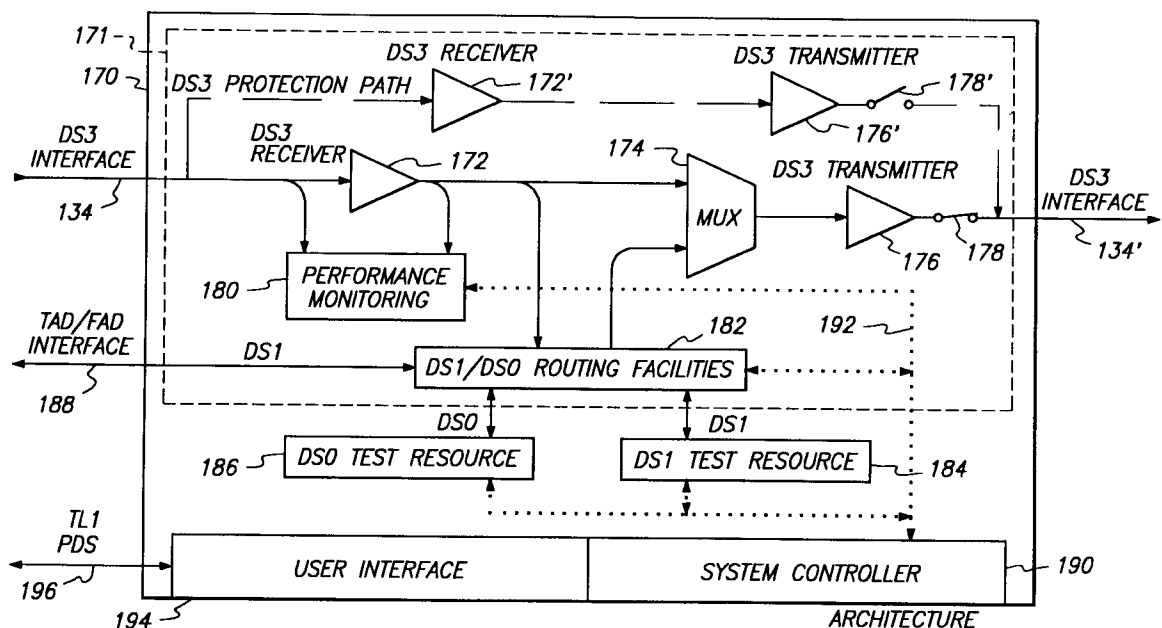 171
170
DS3 RECEIVER
172'
DS3 PROTECTION PATH
DS3 TRANSMITTER
178'
176'
DS3
INTERFACE
134
DS3
RECEIVER
172
174
MUX
DS3 TRANSMITTER
176
178
DS3
INTERFACE
134'
180
PERFORMANCE
MONITORING
192
182
TAD/FAD
INTERFACE
188
DS1
DS1/DS0 ROUTING FACILITIES
DS0
DS1
186
DS0 TEST RESOURCE
DS1 TEST RESOURCE
184
TL1
PDS
196
USER INTERFACE
SYSTEM CONTROLLER
190
194
ARCHITECTURE